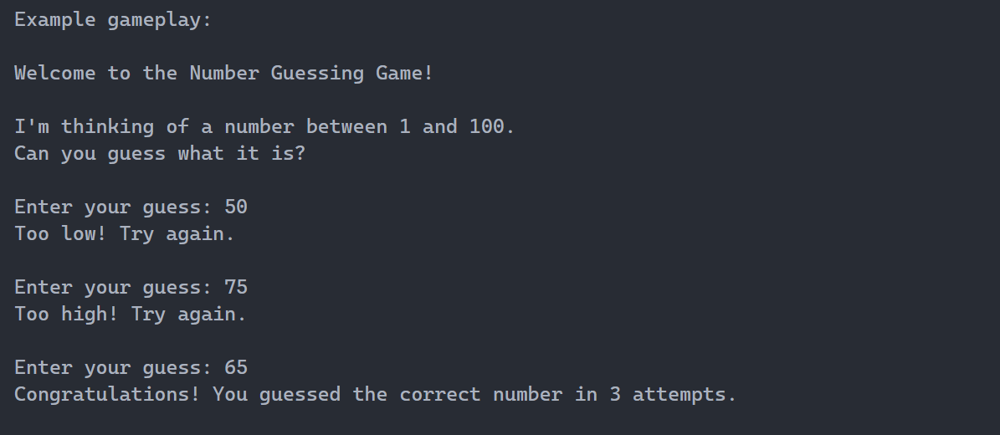 Example gameplay:
Welcome to the Number Guessing Game!
I'm thinking of a number between 1 and 100.
Can you guess what it is?
Enter your guess: 50
Too low! Try again.
Enter your guess: 75
Too high! Try again.
Enter your guess: 65
Congratulations! You guessed the correct number in 3 attempts.